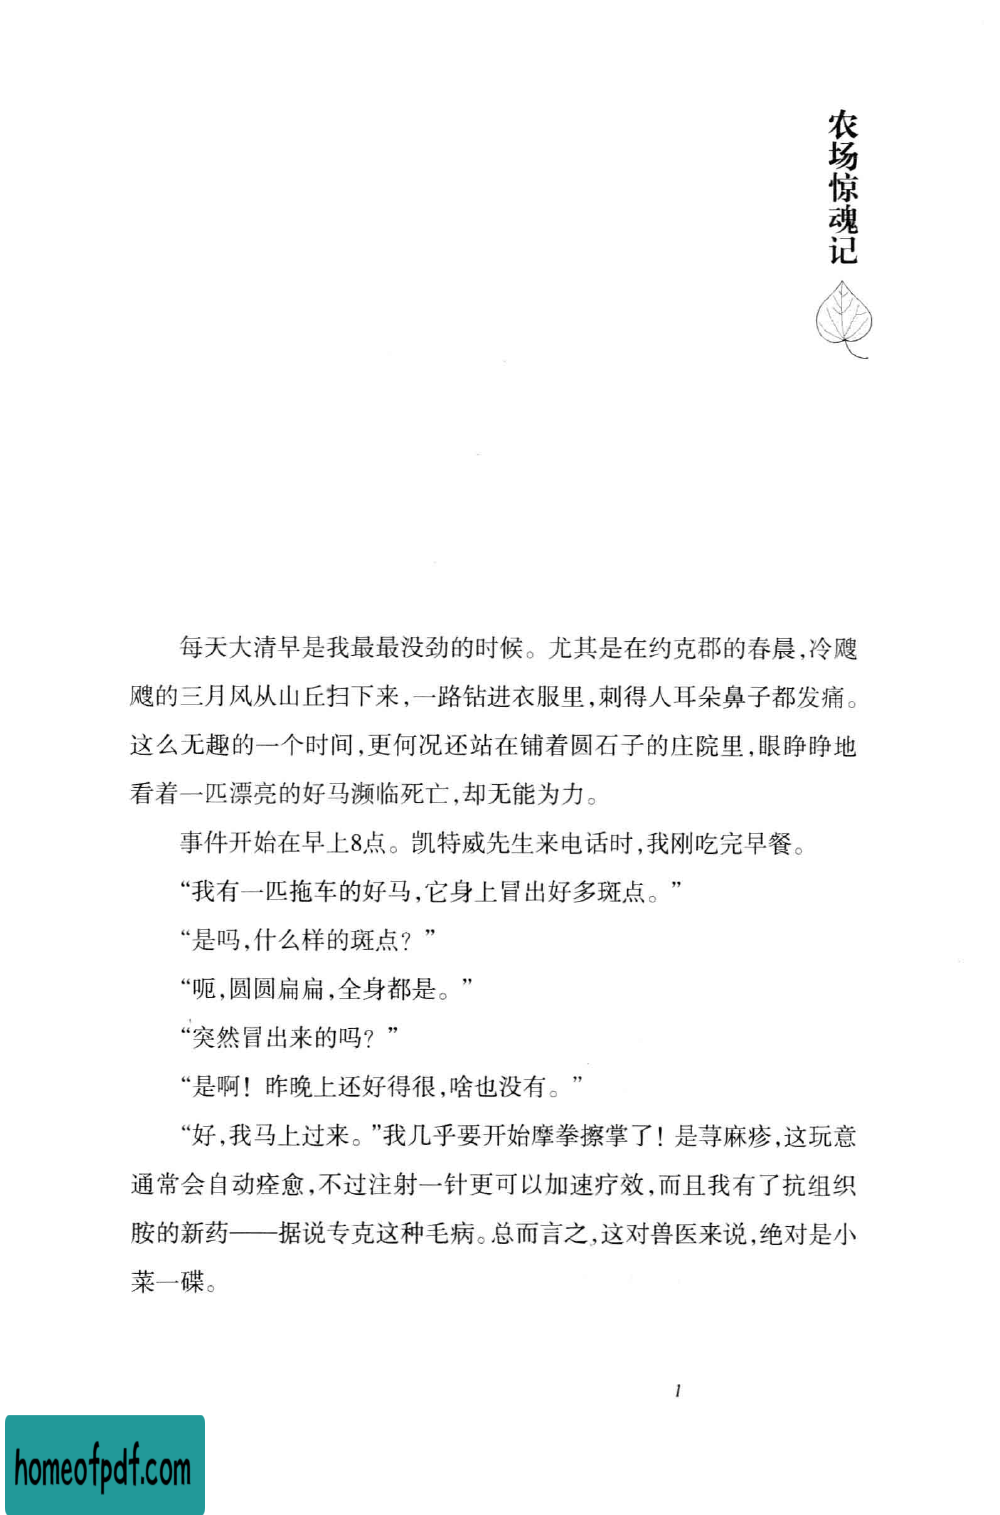 农场惊魂记
每天大清早是我最最没劲的时候。尤其是在约克郡的春晨,冷飕
飕的三月风从山丘扫下来,一路钻进衣服里,刺得人耳朵鼻子都发痛。
这么无趣的一个时间,更何况还站在铺着圆石子的庄院里,眼睁睁地
看着一匹漂亮的好马濒临死亡,却无能为力。
事件开始在早上8点。凯特威先生来电话时,我刚吃完早餐。
“我有一匹拖车的好马,它身上冒出好多斑点。”
“是吗,什么样的斑点?”
“呃,圆圆扁扁,全身都是。”
“突然冒出来的吗?”
“是啊!昨晚上还好得很,啥也没有。”
“好,我马上过来。”我几乎要开始摩拳擦掌了!是荨麻疹,这玩意
通常会自动痊愈,不过注射一针更可以加速疗效,而且我有了抗组织
胺的新药——据说专克这种毛病。总而言之,这对兽医来说,绝对是小
菜一碟。
1
homeofpdf.com